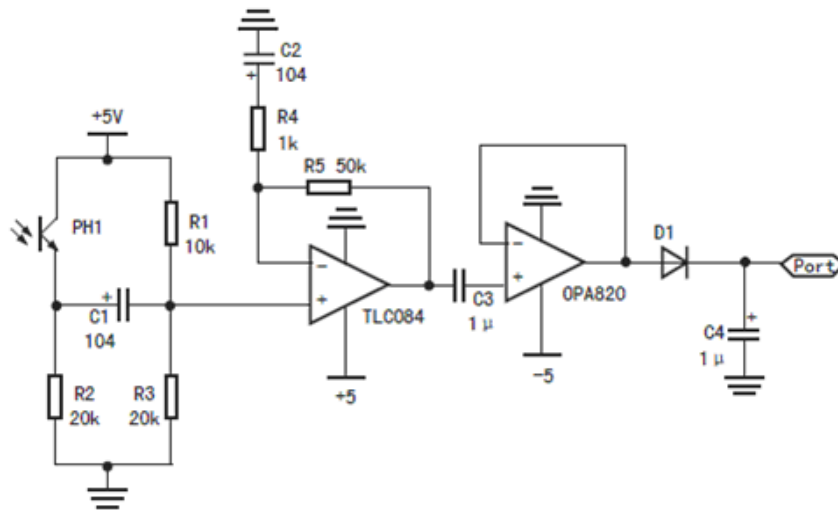 C2
104
+
+5V
R4
1k
R5 50k
PH1
R1
10k
D1
-
+
TLC084
-
+
OPA820
Port
+
C1
104
C3
1μ
+
C4
1μ
R2
20k
R3
20k
+5
-5